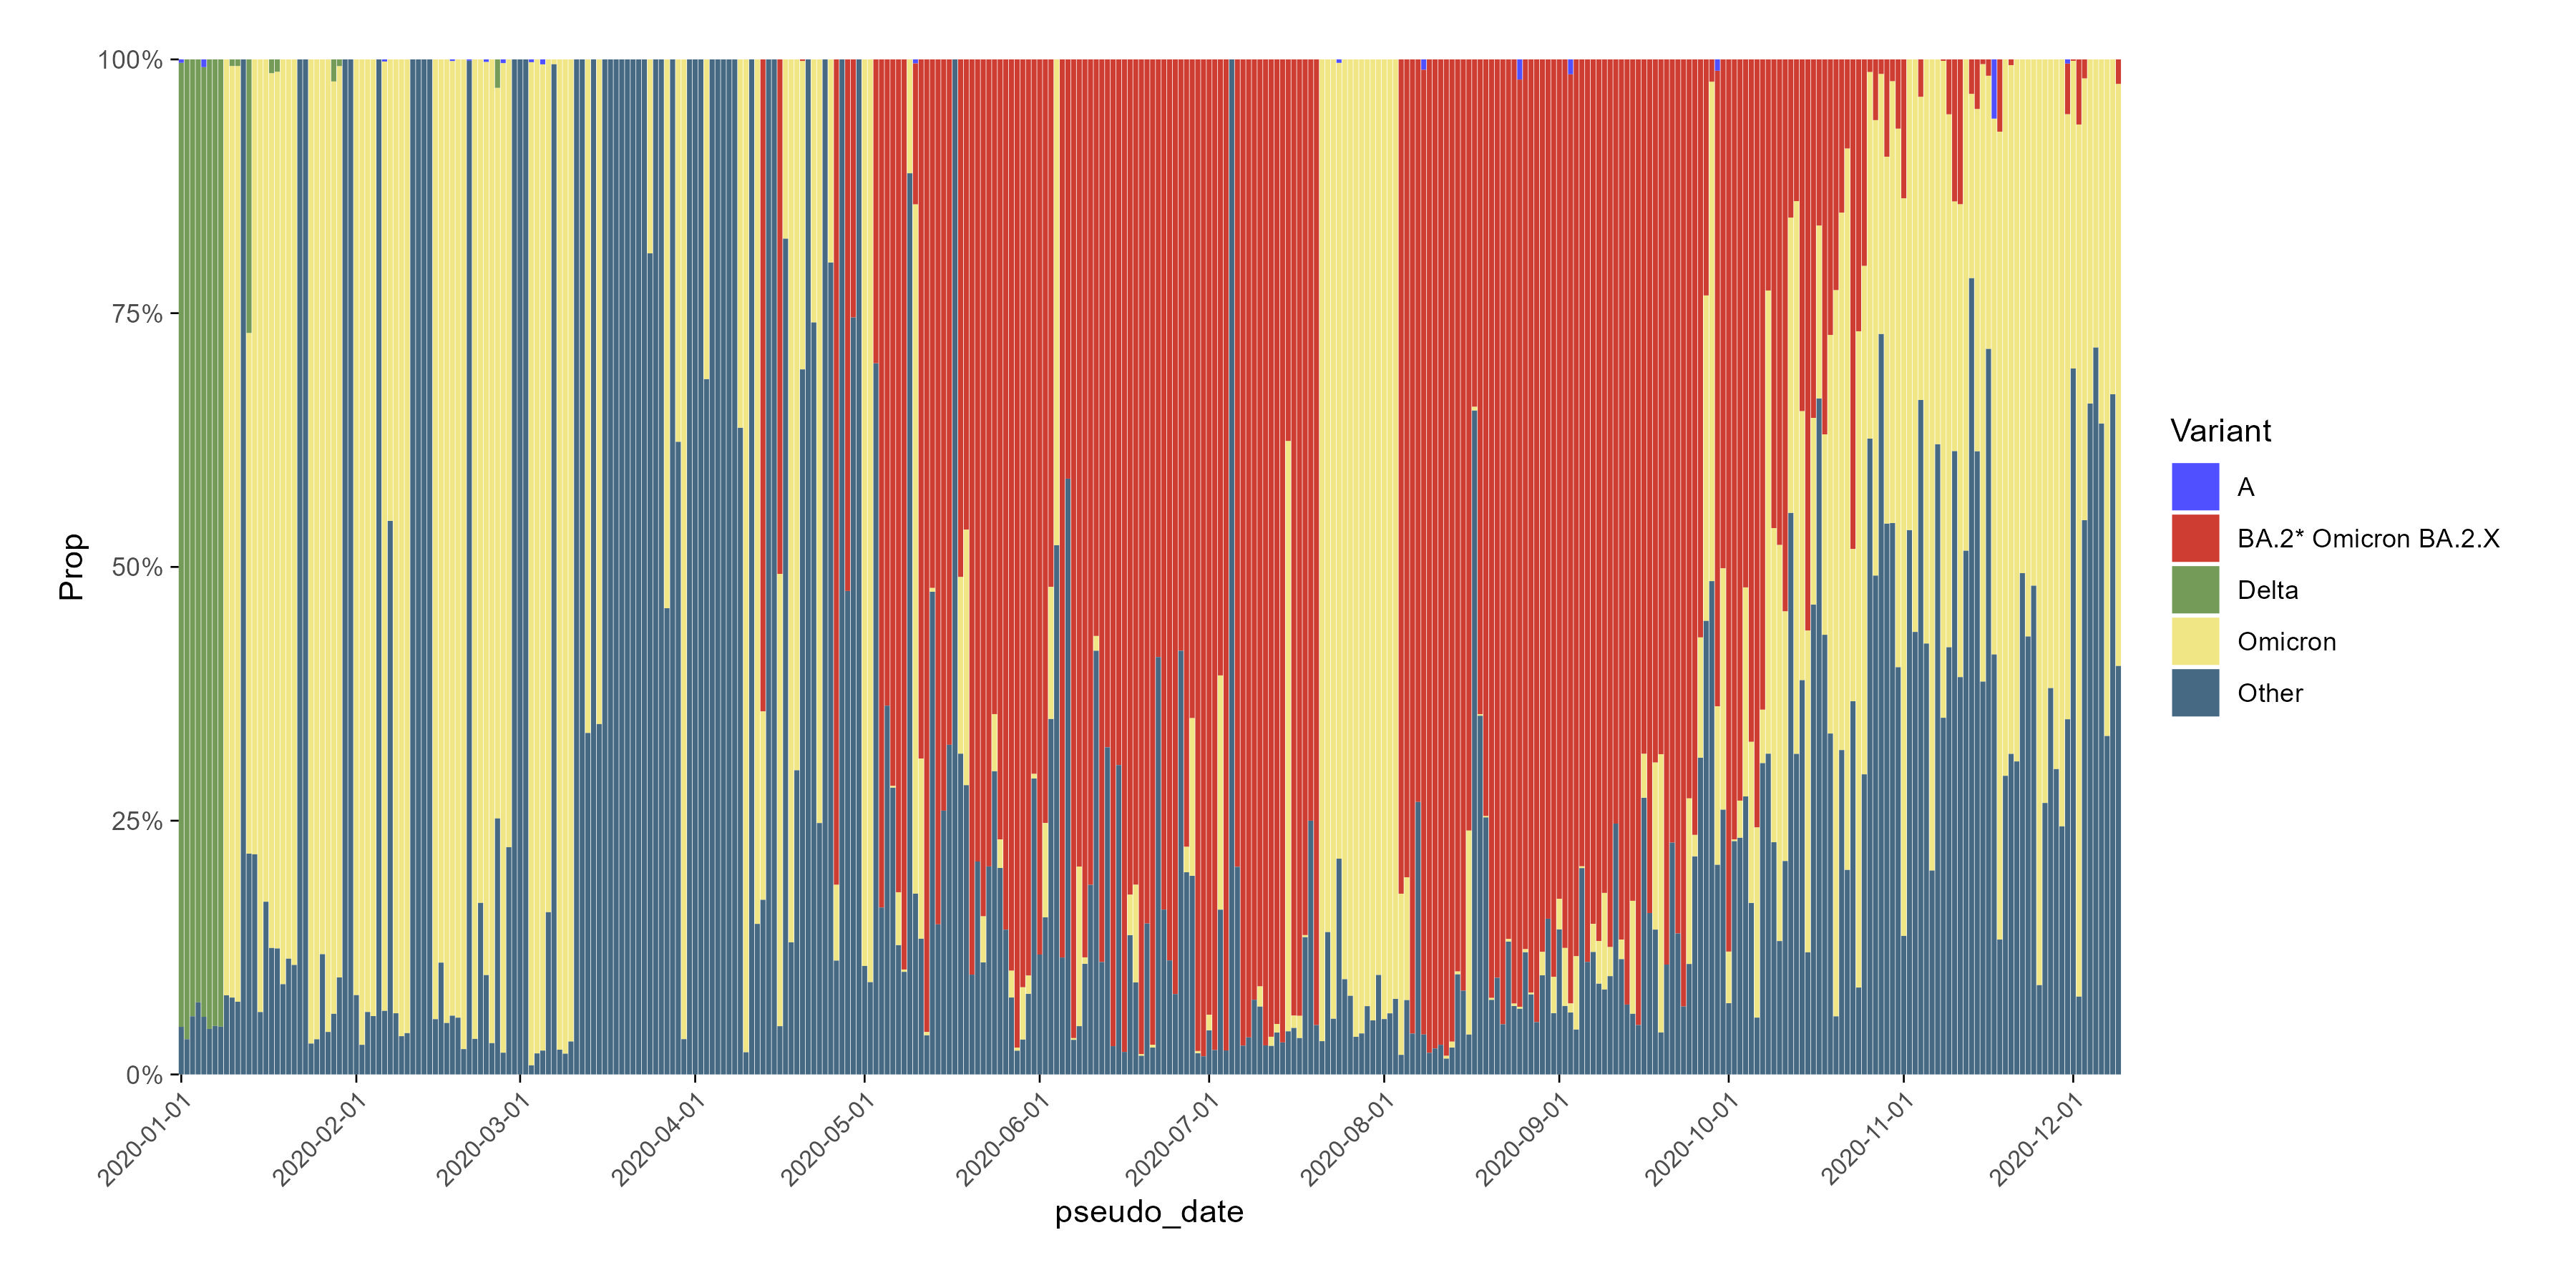 100%
75%
50%
25%
0%
Prop
2020-01-01
2020-02-01
2020-03-01
2020-04-01
2020-05-01
2020-06-01
2020-07-01
2020-08-01
2020-09-01
2020-10-01
2020-11-01
2020-12-01
pseudo_date
Variant
A
BA.2* Omicron BA.2.X
Delta
Omicron
Other